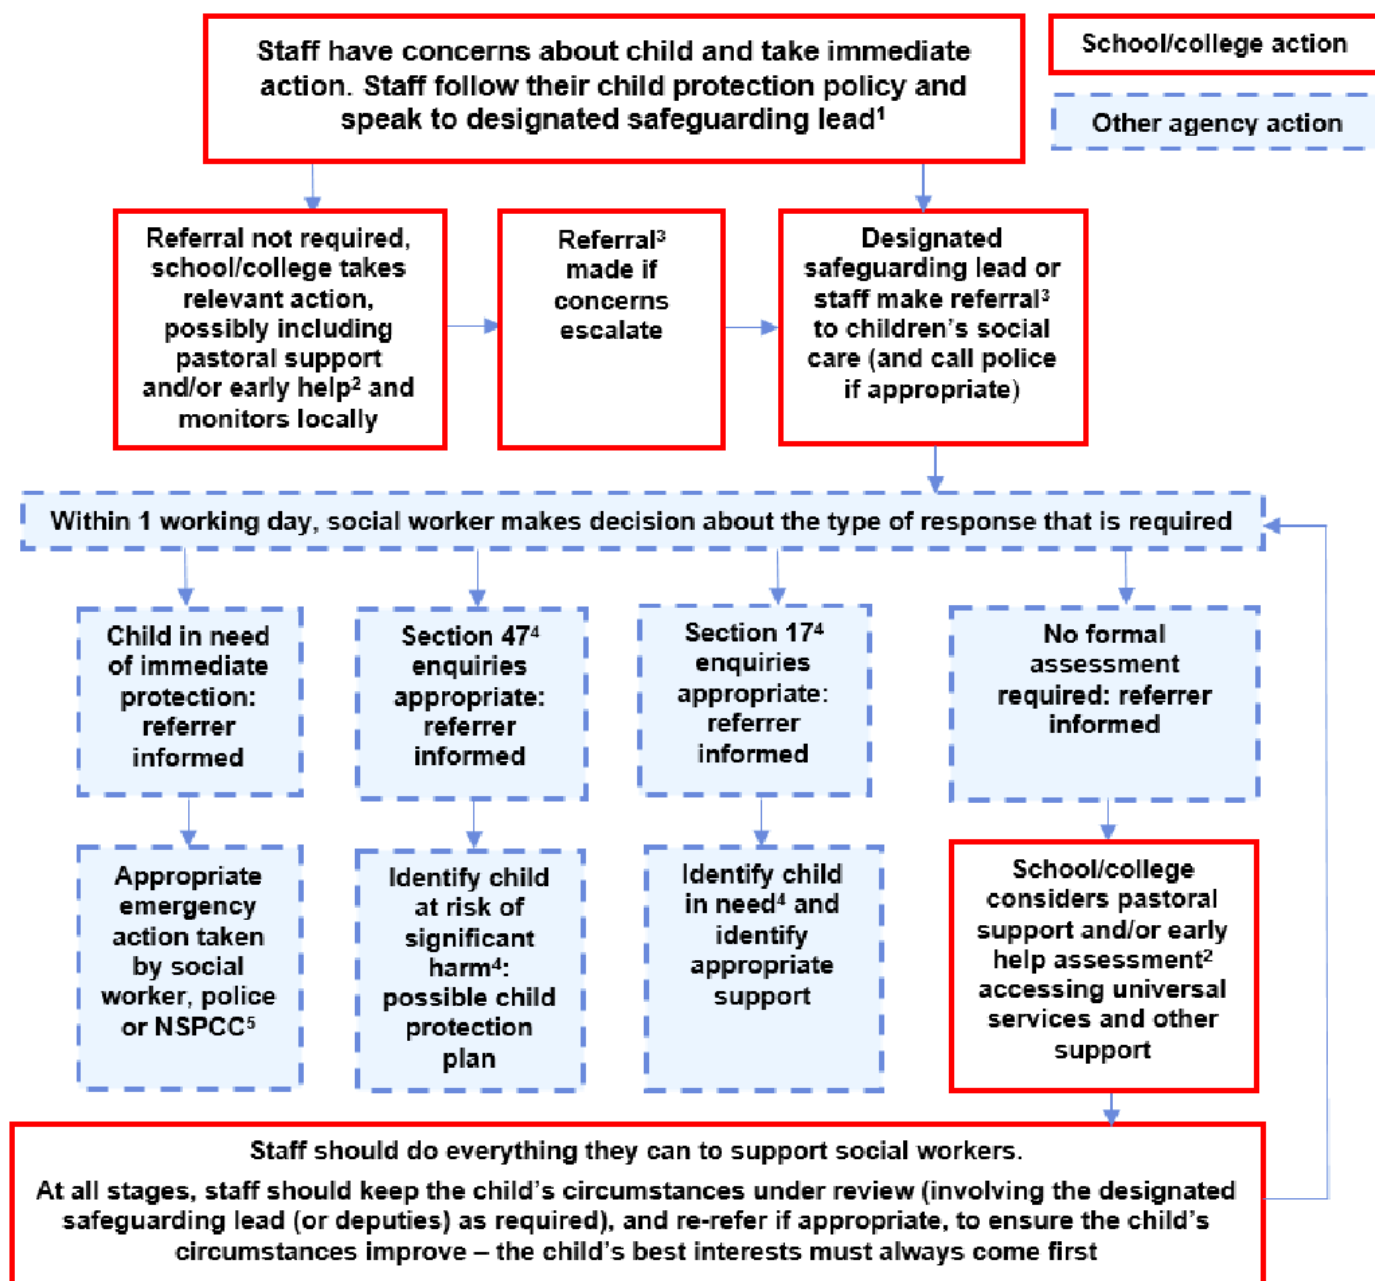 Staff have concerns about child and take immediate
action. Staff follow their child protection policy and
speak to designated safeguarding lead¹
School/college action
Other agency action
Referral not required,
school/college takes
relevant action,
possibly including
pastoral support
and/or early help² and
monitors locally
Referral³
made if
concerns
escalate
Designated
safeguarding lead or
staff make referral³
to children’s social
care (and call police
if appropriate)
Within 1 working day, social worker makes decision about the type of response that is required
Child in need
of immediate
protection:
referrer
informed
Section 47⁴
enquiries
appropriate:
referrer
informed
Section 17⁴
enquiries
appropriate:
referrer
informed
No formal
assessment
required: referrer
informed
Appropriate
emergency
action taken
by social
worker, police
or NSPCC⁵
Identify child
at risk of
significant
harm⁴:
possible child
protection
plan
Identify child
in need⁴ and
identify
appropriate
support
School/college
considers pastoral
support and/or early
help assessment²
accessing universal
services and other
support
Staff should do everything they can to support social workers.
At all stages, staff should keep the child’s circumstances under review (involving the designated
safeguarding lead (or deputies) as required), and re-refer if appropriate, to ensure the child’s
circumstances improve – the child’s best interests must always come first